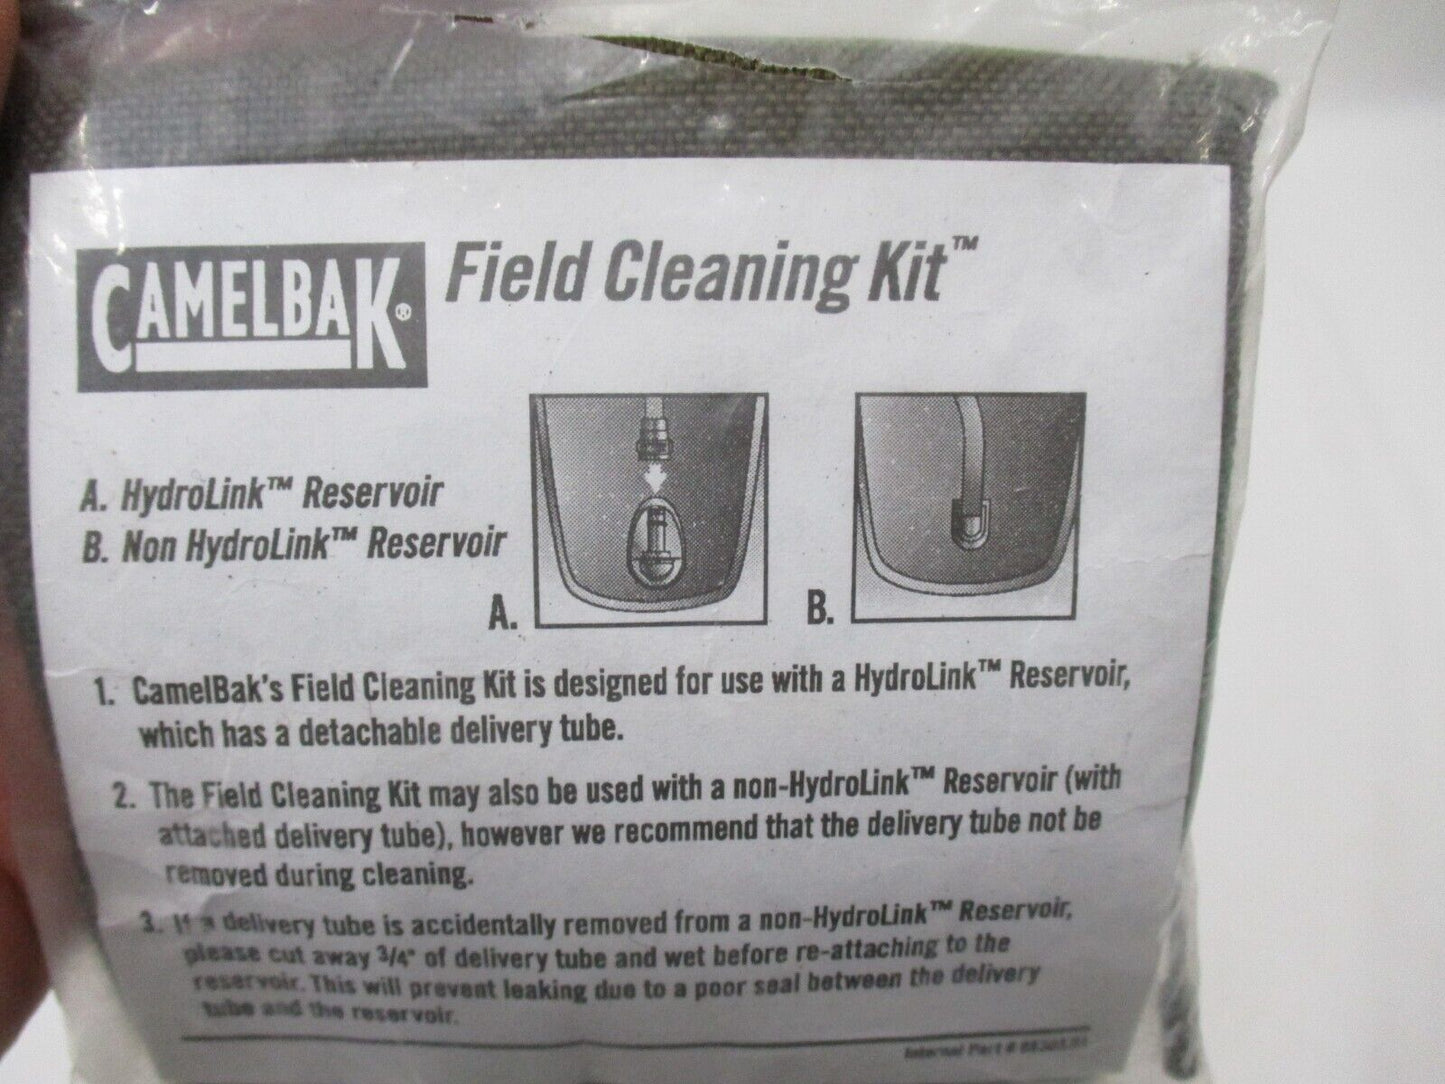 CAMELBAK® Field Cleaning Kit™
A. HydroLink™ Reservoir
B. Non HydroLink™ Reservoir
A.
B.
1. CamelBak's Field Cleaning Kit is designed for use with a HydroLink™ Reservoir,
which has a detachable delivery tube.
2. The Field Cleaning Kit may also be used with a non-HydroLink™ Reservoir (with
attached delivery tube), however we recommend that the delivery tube not be
removed during cleaning.
3. If a delivery tube is accidentally removed from a non-HydroLink™ Reservoir,
please cut away 3/4" of delivery tube and wet before re-attaching to the
reservoir. This will prevent leaking due to a poor seal between the delivery
tube and the reservoir.
Internal Part #